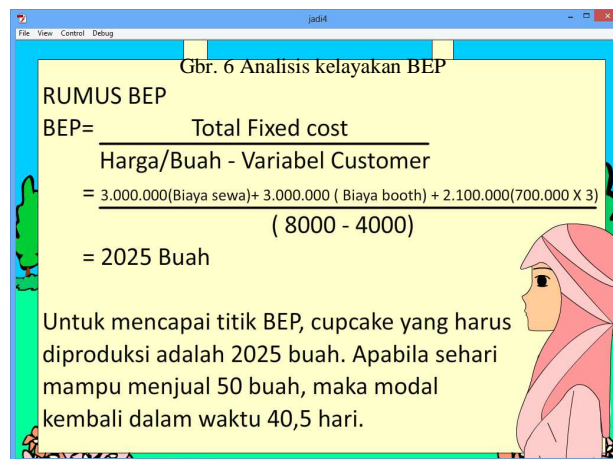 jadi4
File View Control Debug
Gbr. 6 Analisis kelayakan BEP
RUMUS BEP
BEP= Total Fixed cost
Harga/Buah - Variabel Customer
= 3.000.000(Biaya sewa)+ 3.000.000 ( Biaya booth) + 2.100.000(700.000 X 3)
( 8000 - 4000)
= 2025 Buah
Untuk mencapai titik BEP, cupcake yang harus
diproduksi adalah 2025 buah. Apabila sehari
mampu menjual 50 buah, maka modal
kembali dalam waktu 40,5 hari.